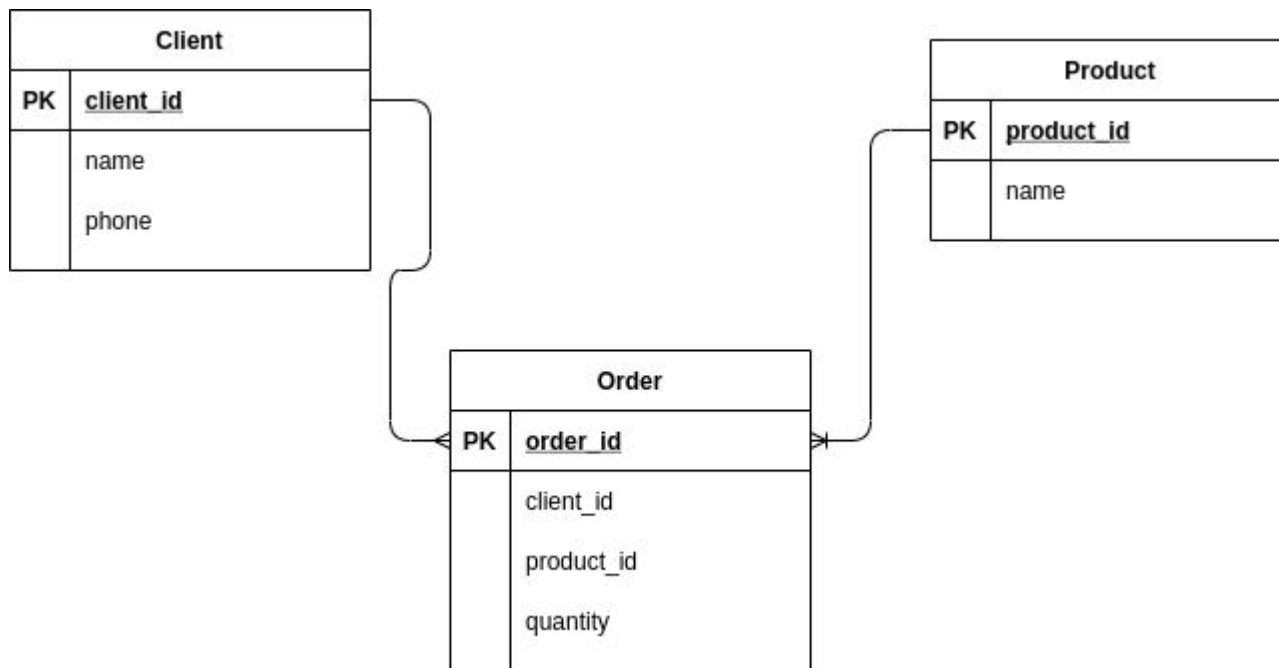 Client
PK client_id
name
phone
Product
PK product_id
name
Order
PK order_id
client_id
product_id
quantity